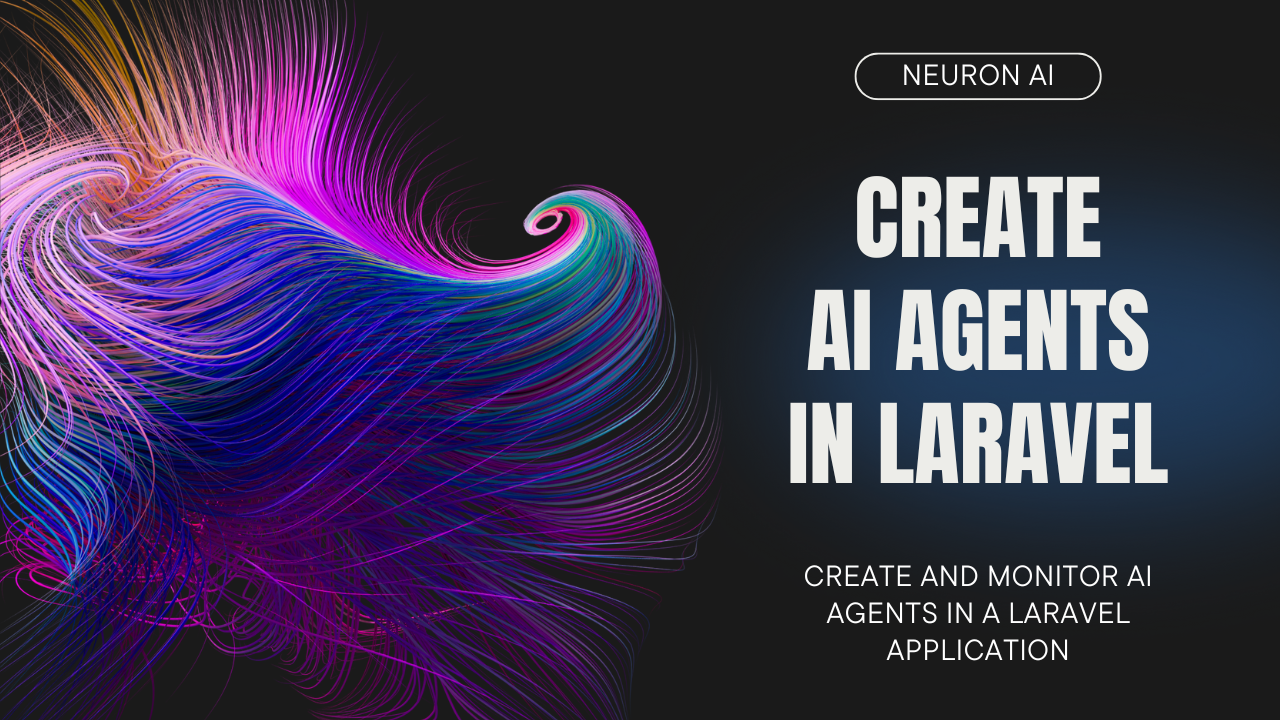 NEURON AI
CREATE
AI AGENTS
IN LARAVEL
CREATE AND MONITOR AI
AGENTS IN A LARAVEL
APPLICATION